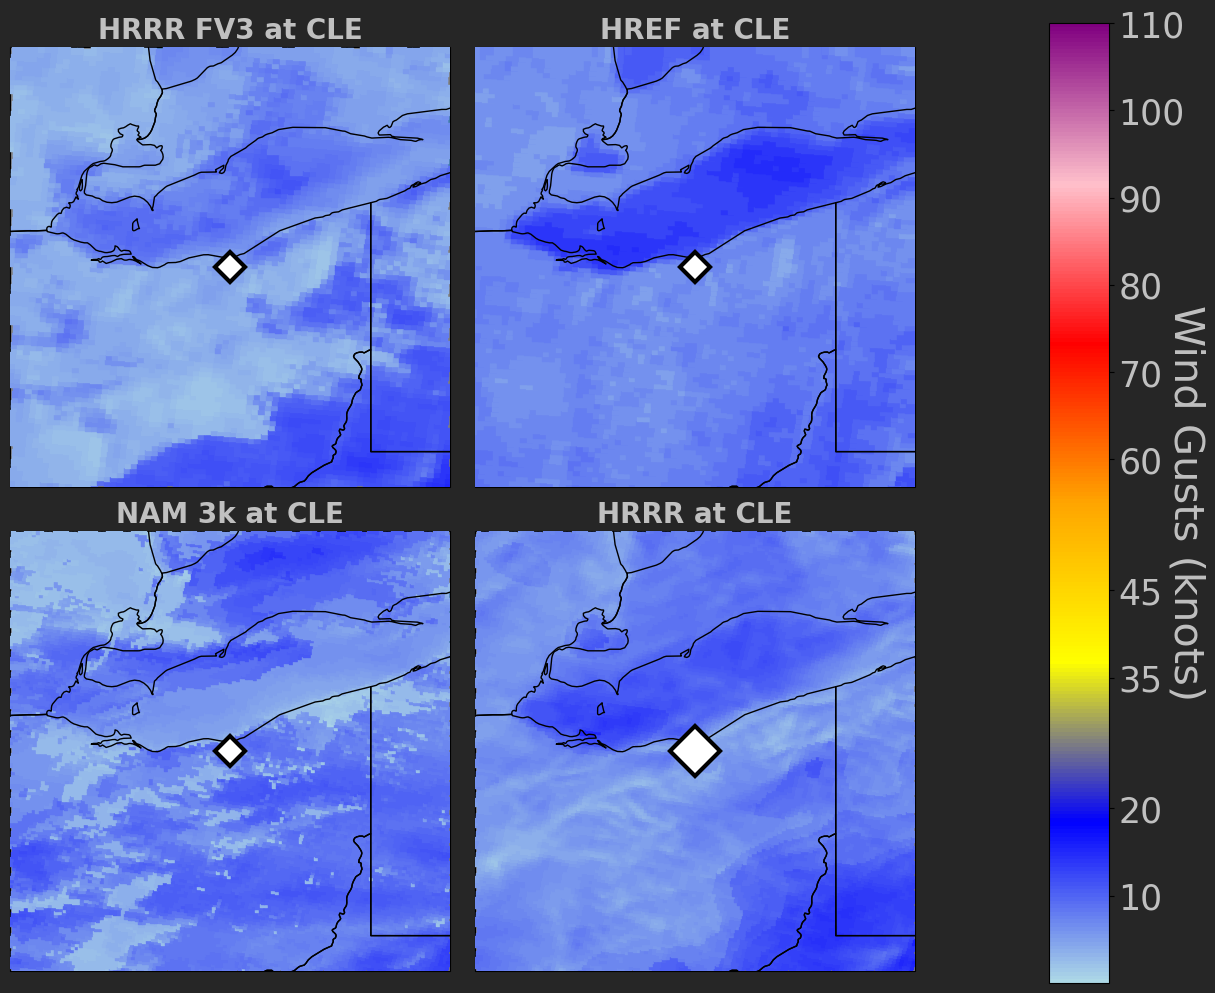 HRRR FV3 at CLE
HREF at CLE
NAM 3k at CLE
HRRR at CLE
110
100
90
80
70
60
45
35
20
10
Wind Gusts (knots)